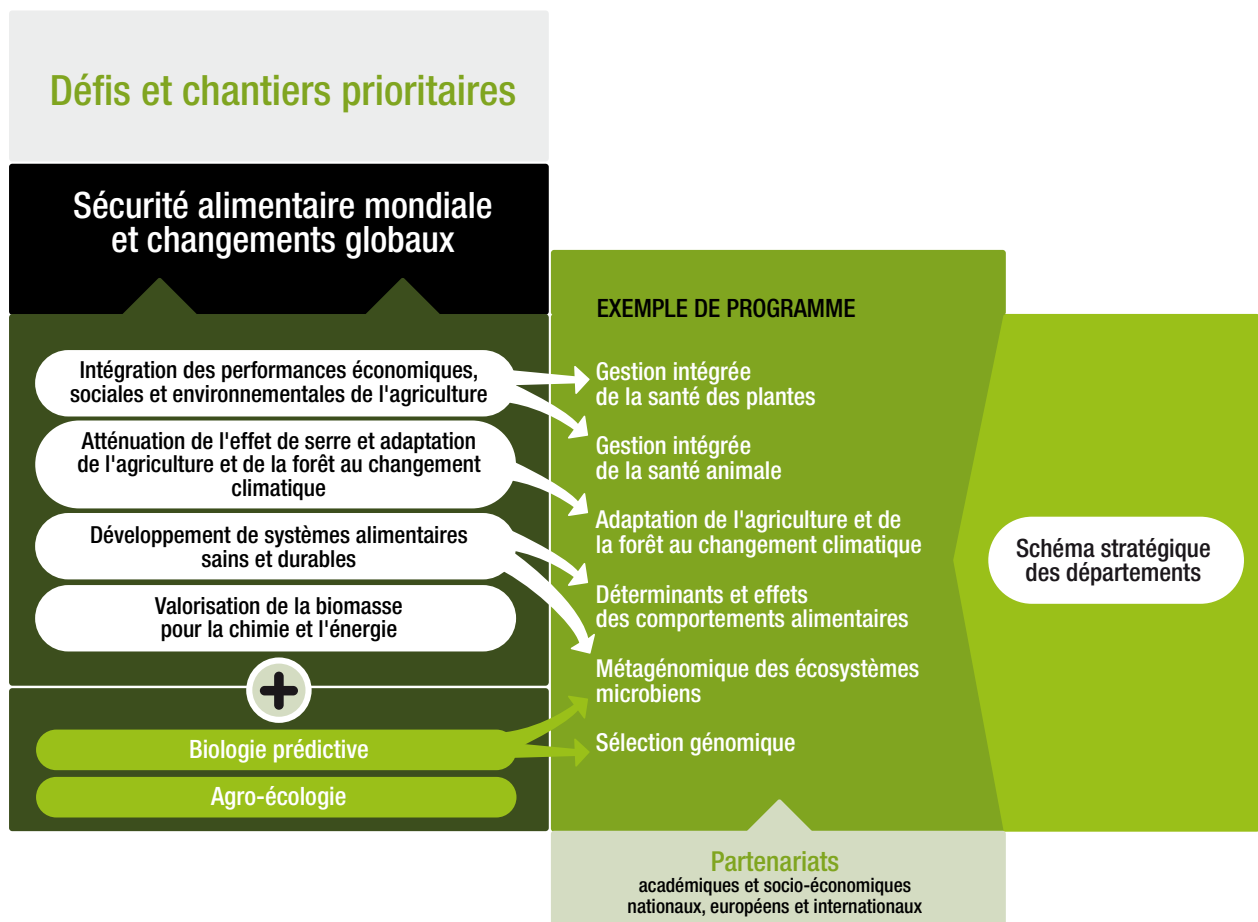 Défis et chantiers prioritaires
Sécurité alimentaire mondiale
et changements globaux
Intégration des performances économiques,
sociales et environnementales de l'agriculture
Atténuation de l'effet de serre et adaptation
de l'agriculture et de la forêt au changement
climatique
Développement de systèmes alimentaires
sains et durables
Valorisation de la biomasse
pour la chimie et l'énergie
+
Biologie prédictive
Agro-écologie
EXEMPLE DE PROGRAMME
Gestion intégrée
de la santé des plantes
Gestion intégrée
de la santé animale
Adaptation de l'agriculture et de
la forêt au changement climatique
Déterminants et effets
des comportements alimentaires
Métagénomique des écosystèmes
microbiens
Sélection génomique
Partenariats
académiques et socio-économiques
nationaux, européens et internationaux
Schéma stratégique
des départements